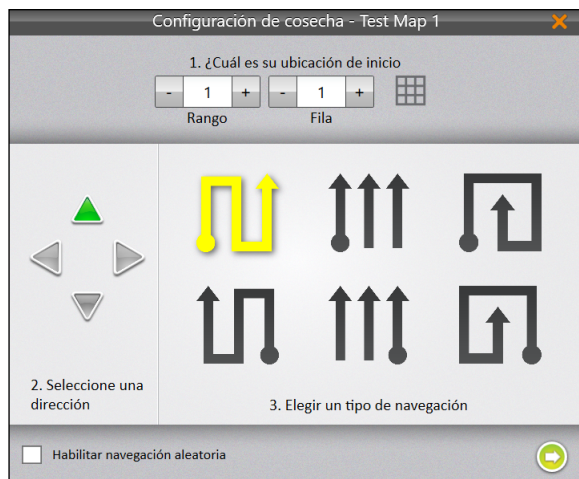 Configuración de cosecha - Test Map 1
1. ¿Cuál es su ubicación de inicio
- 1 + - 1 +
Rango Fila
2. Seleccione una
dirección
3. Elegir un tipo de navegación
Habilitar navegación aleatoria